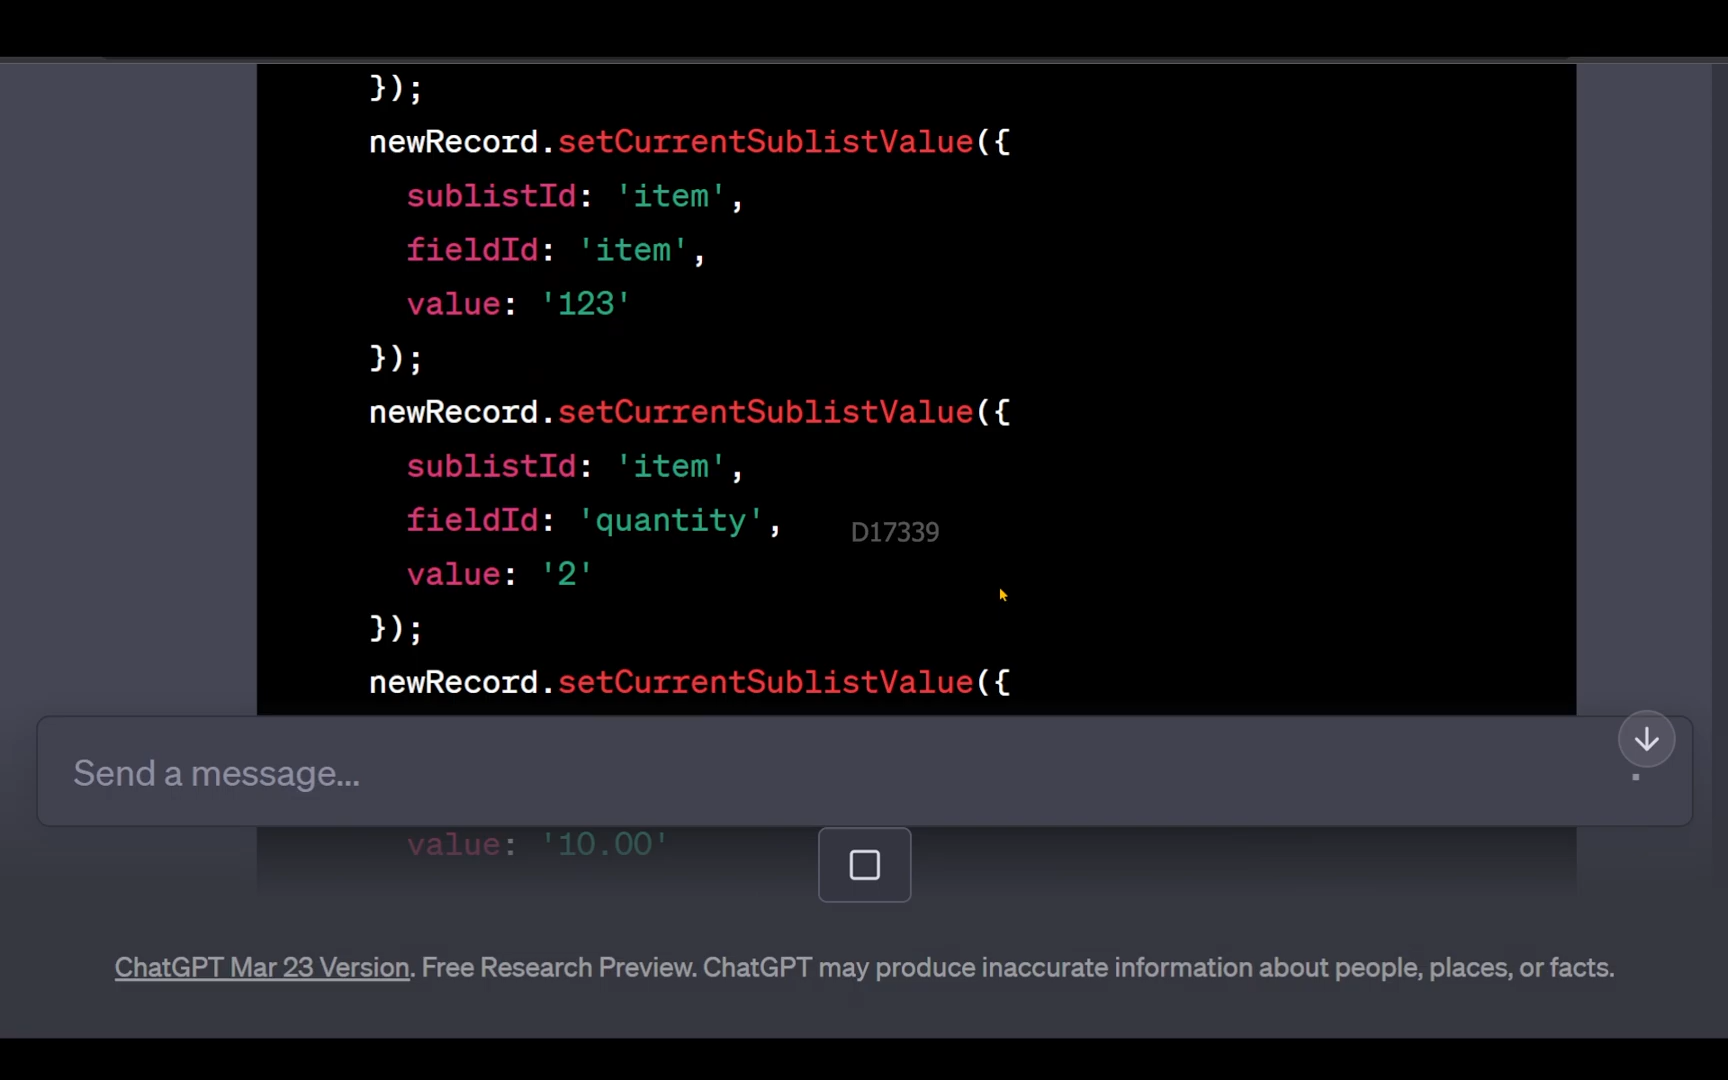 });
newRecord.setCurrentSublistValue({
sublistId: 'item',
fieldId: 'item',
value: '123'
});
newRecord.setCurrentSublistValue({
sublistId: 'item',
fieldId: 'quantity',
D17339
value: '2'
});
newRecord.setCurrentSublistValue({
Send a message...
value: '10.00'
ChatGPT Mar 23 Version. Free Research Preview. ChatGPT may produce inaccurate information about people, places, or facts.